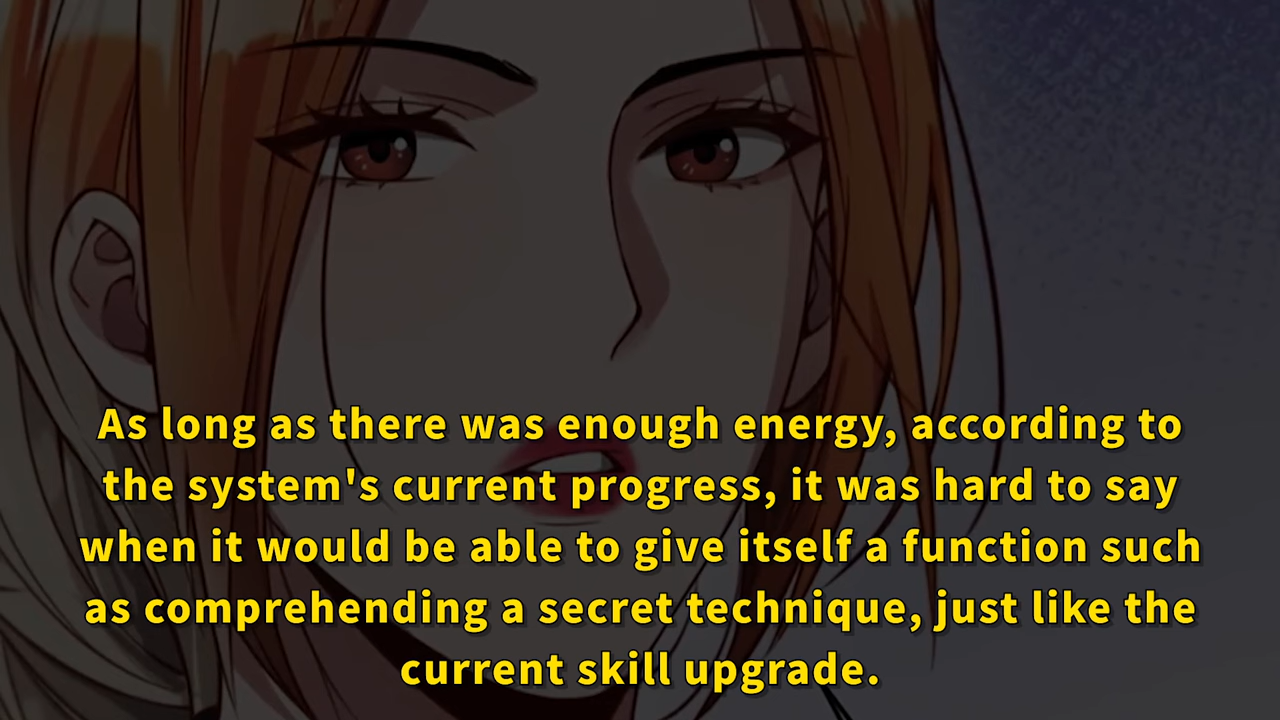 As long as there was enough energy, according to
the system's current progress, it was hard to say
when it would be able to give itself a function such
as comprehending a secret technique, just like the
current skill upgrade.